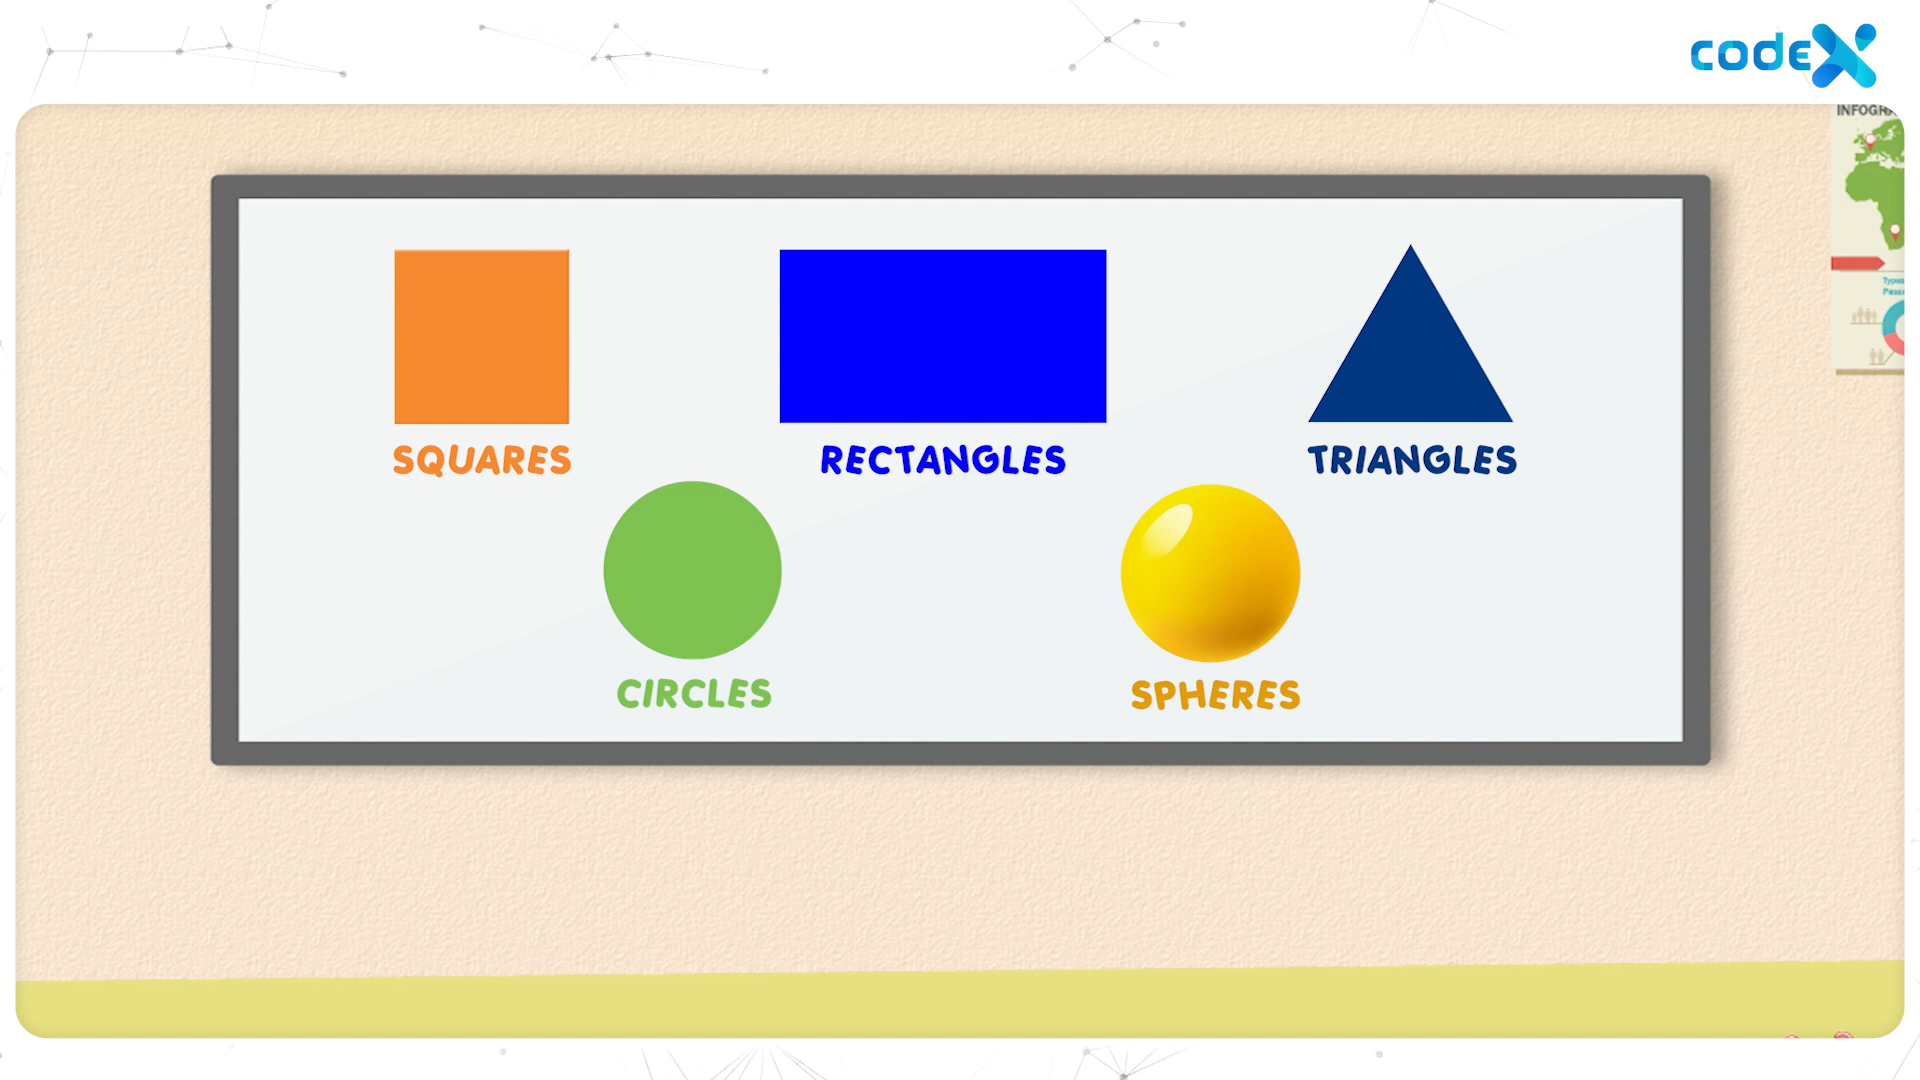 codeX
SQUARES
RECTANGLES
TRIANGLES
CIRCLES
SPHERES